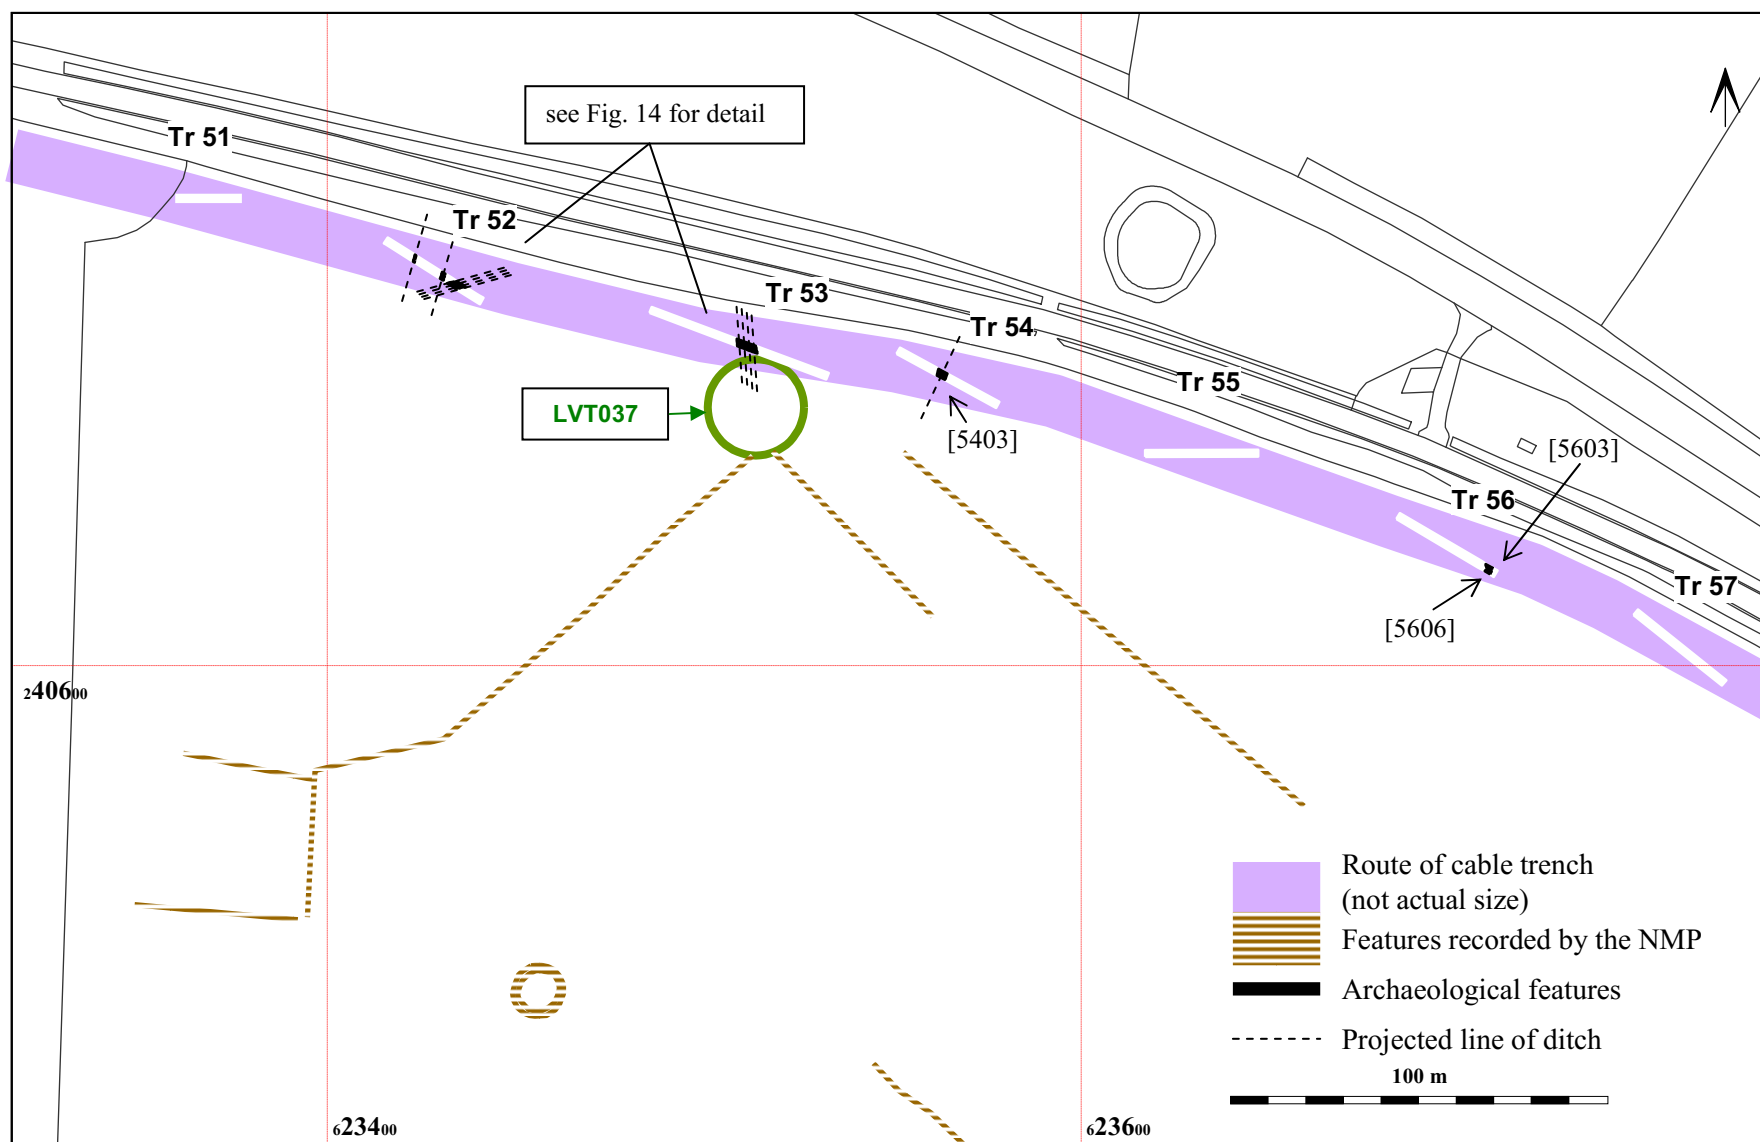 see Fig. 14 for detail
Tr 51
Tr 52
Tr 53
Tr 54
Tr 55
LVT037
[5403]
[5603]
Tr 56
Tr 57
[5606]
240600
Route of cable trench
(not actual size)
Features recorded by the NMP
Archaeological features
Projected line of ditch
100 m
623400
623600